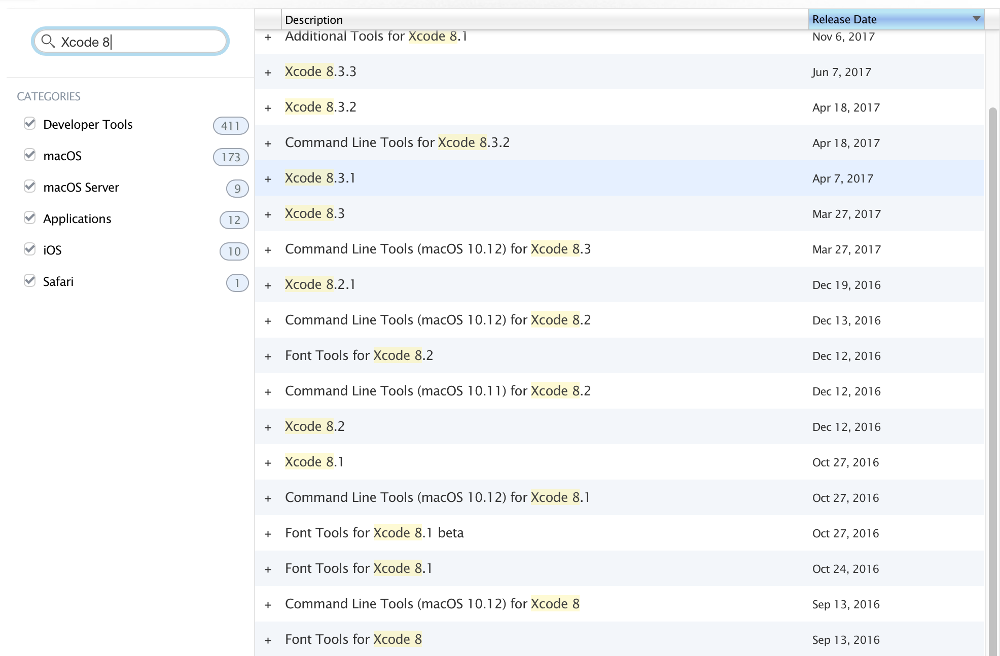 Xcode 8
CATEGORIES
Developer Tools 411
macOS 173
macOS Server 9
Applications 12
iOS 10
Safari 1
Description Release Date
+ Additional Tools for Xcode 8.1 Nov 6, 2017
+ Xcode 8.3.3 Jun 7, 2017
+ Xcode 8.3.2 Apr 18, 2017
+ Command Line Tools for Xcode 8.3.2 Apr 18, 2017
+ Xcode 8.3.1 Apr 7, 2017
+ Xcode 8.3 Mar 27, 2017
+ Command Line Tools (macOS 10.12) for Xcode 8.3 Mar 27, 2017
+ Xcode 8.2.1 Dec 19, 2016
+ Command Line Tools (macOS 10.12) for Xcode 8.2 Dec 13, 2016
+ Font Tools for Xcode 8.2 Dec 12, 2016
+ Command Line Tools (macOS 10.11) for Xcode 8.2 Dec 12, 2016
+ Xcode 8.2 Dec 12, 2016
+ Xcode 8.1 Oct 27, 2016
+ Command Line Tools (macOS 10.12) for Xcode 8.1 Oct 27, 2016
+ Font Tools for Xcode 8.1 beta Oct 27, 2016
+ Font Tools for Xcode 8.1 Oct 24, 2016
+ Command Line Tools (macOS 10.12) for Xcode 8 Sep 13, 2016
+ Font Tools for Xcode 8 Sep 13, 2016